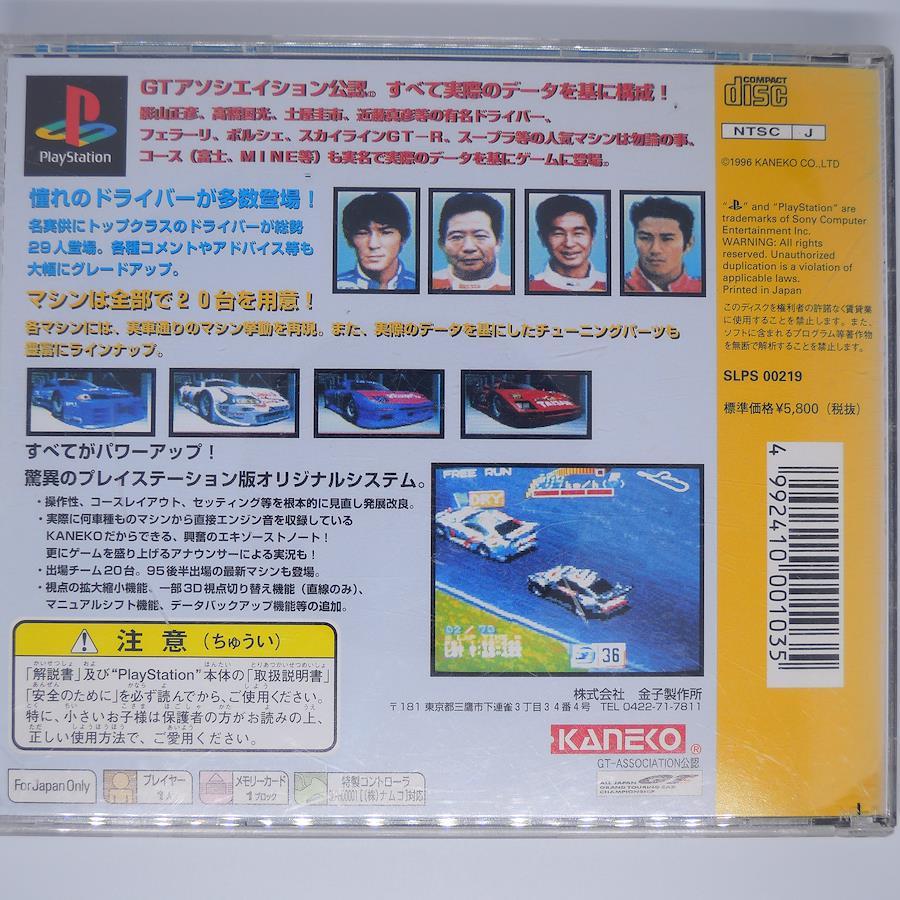 PlayStation
GTアソシエイション公認。すべて実際のデータを基に構成！
影山正彦、高橋国光、土屋圭市、近藤真彦等の有名ドライバー、
フェラーリ、ポルシェ、スカイラインGT-R、スープラ等の人気マシンは勿論の事、
コース（富士、MINE等）も実名で実際のデータを基にゲームに登場。
憧れのドライバーが多数登場！
名実供にトップクラスのドライバーが総勢
29人登場。各種コメントやアドバイス等も
大幅にグレードアップ。
マシンは全部で20台を用意！
各マシンには、実車通りのマシン挙動を再現。また、実際のデータを基にしたチューニングパーツも
豊富にラインナップ。
すべてがパワーアップ！
驚異のプレイステーション版オリジナルシステム。
・操作性、コースレイアウト、セッティング等を根本的に見直し発展改良。
・実際に何車種ものマシンから直接エンジン音を収録している
KANEKOだからできる、興奮のエキゾーストノート！
更にゲームを盛り上げるアナウンサーによる実況も！
・出場チーム20台。95後半出場の最新マシンも登場。
・視点の拡大縮小機能、一部3D視点切り替え機能（直線のみ）、
マニュアルシフト機能、データバックアップ機能等の追加。
FREE RUN
DRY
02 / 70
36
注意（ちゅうい）
「解説書」及び“PlayStation”本体の「取扱説明書」
「安全のために」を必ず読んでから、ご使用ください。
特に、小さいお子様は保護者の方がお読みの上、
正しい使用方法で、ご愛用ください。
株式会社 金子製作所
〒181 東京都三鷹市下連雀3丁目34番4号 TEL 0422-71-7811
KANEKO ®
GT-ASSOCIATION公認
ALL JAPAN
GRAND TOURING CAR
CHAMPIONSHIP
For Japan Only
プレイヤー
1人
メモリーカード
1ブロック
特製コントローラ
[(株)ナムコ]対応
COMPACT
disc
NTSC J
©1996 KANEKO CO.,LTD
“ ” and “PlayStation” are
trademarks of Sony Computer
Entertainment Inc.
WARNING: All rights
reserved. Unauthorized
duplication is a violation of
applicable laws.
Printed in Japan
このディスクを権利者の許諾なく賃貸業
に使用することを禁止します。また、
ソフトに含まれるプログラム等著作物
を無断で解析することを禁止します。
SLPS 00219
標準価格¥5,800（税抜）
4 992410 001035